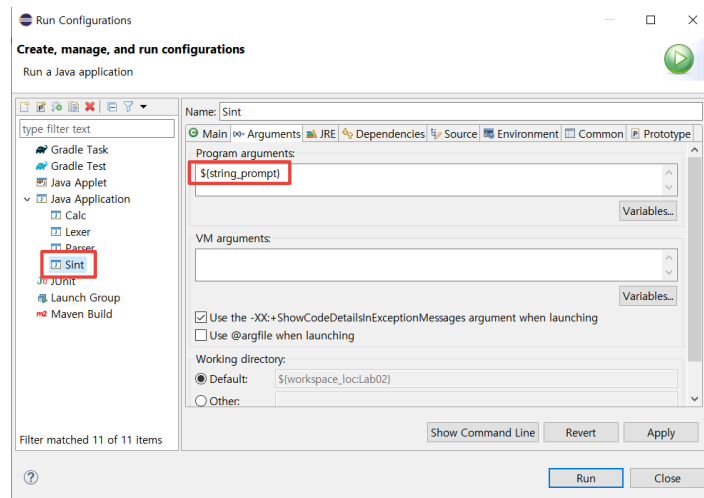 Run Configurations
Create, manage, and run configurations
Run a Java application
type filter text
Gradle Task
Gradle Test
Java Applet
Java Application
Calc
Lexer
Parser
Sint
JUnit
Launch Group
m2 Maven Build
Filter matched 11 of 11 items
Name: Sint
Main (x)= Arguments JRE Dependencies Source Environment Common Prototype
Program arguments:
${string_prompt}
Variables...
VM arguments:
Variables...
Use the -XX:+ShowCodeDetailsInExceptionMessages argument when launching
Use @argfile when launching
Working directory:
Default: ${workspace_loc:Lab02}
Other:
Show Command Line Revert Apply
Run Close